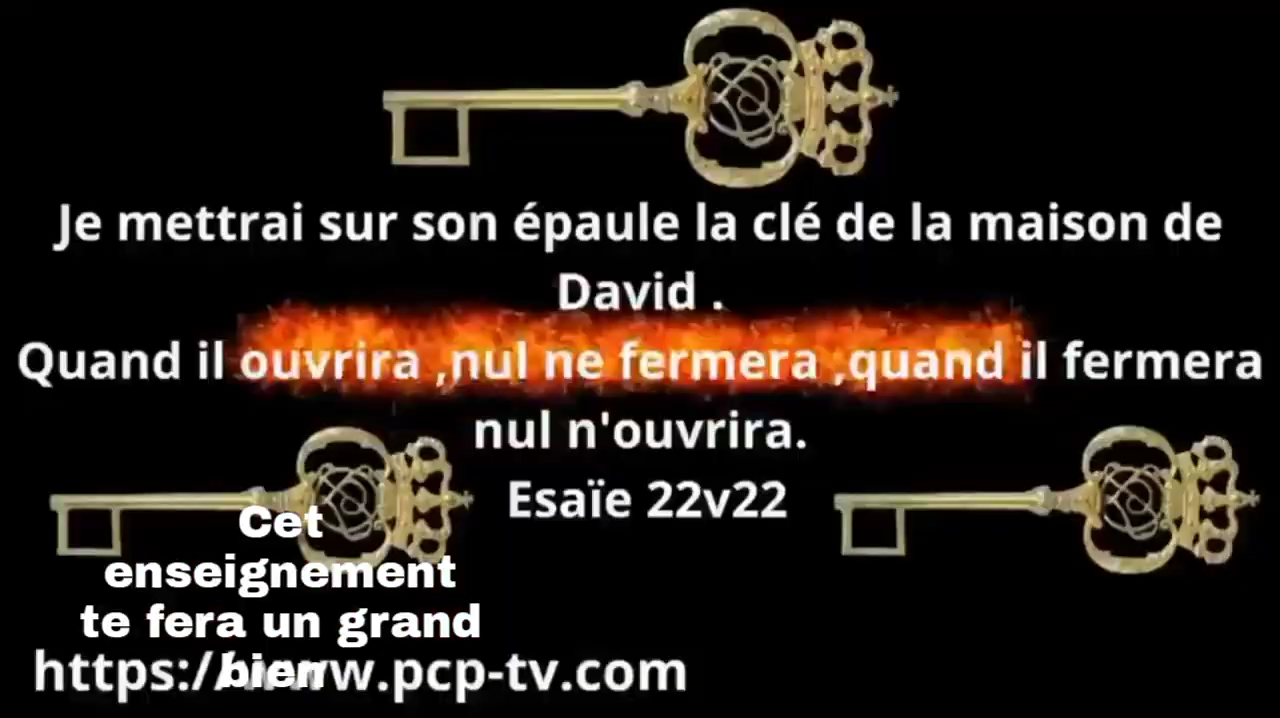 Je mettrai sur son épaule la clé de la maison de
David .
Quand il ouvrira ,nul ne fermera ,quand il fermera
nul n'ouvrira.
Esaïe 22v22
Cet
enseignement
te fera un grand
bien
https://www.pcp-tv.com